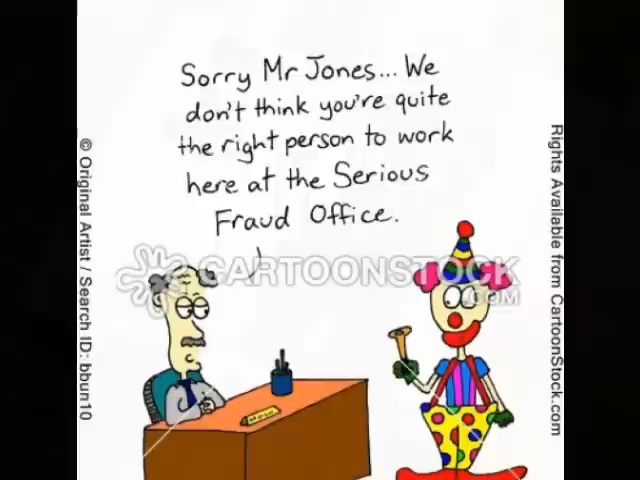 Sorry Mr Jones... We
don't think you're quite
the right person to work
here at the Serious
Fraud Office.
CARTOONSTOCK
.COM
© Original Artist / Search ID: bbun10
Rights Available from CartoonStock.com